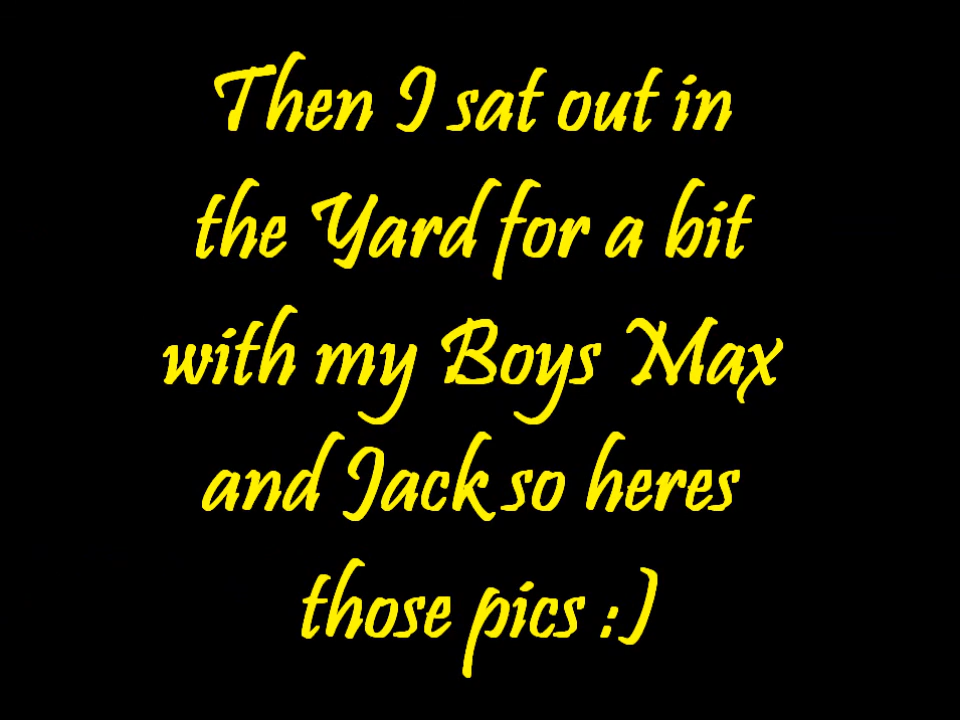 Then I sat out in
the Yard for a bit
with my Boys Max
and Jack so heres
those pics :)